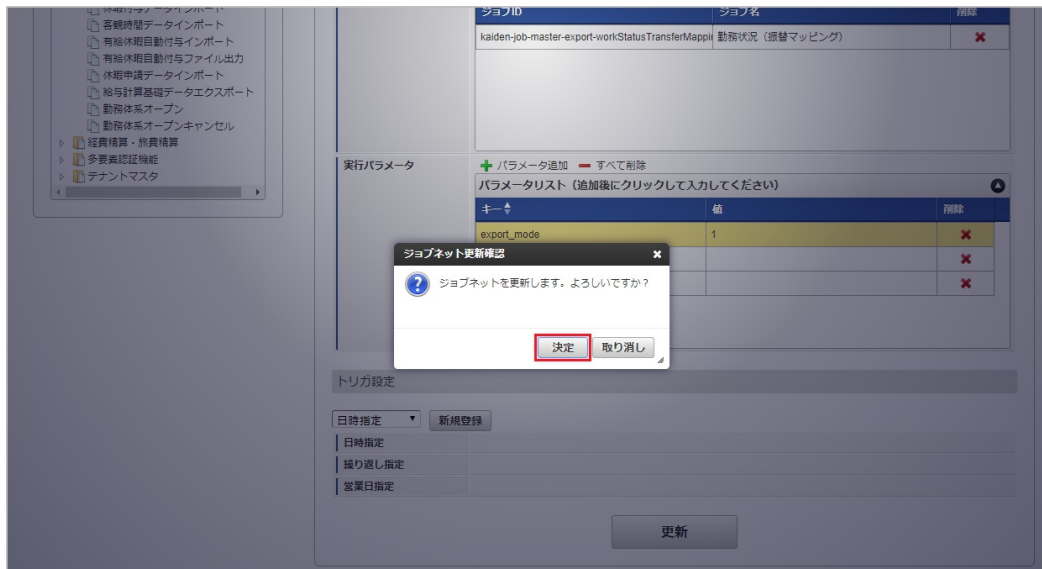 休暇付与データインポート
客観時間データインポート
有給休暇自動付与インポート
有給休暇自動付与ファイル出力
休暇申請データインポート
給与計算基礎データエクスポート
勤務体系オープン
勤務体系オープンキャンセル
経費精算・旅費精算
多要素認証機能
テナントマスタ
ジョブID ジョブ名 削除
kaiden-job-master-export-workStatusTransferMappin 勤務状況（振替マッピング）
実行パラメータ
パラメータ追加 すべて削除
パラメータリスト（追加後にクリックして入力してください）
キー 値 削除
export_mode 1
ジョブネット更新確認
ジョブネットを更新します。よろしいですか？
決定 取り消し
トリガ設定
日時指定 新規登録
日時指定
繰り返し指定
営業日指定
更新